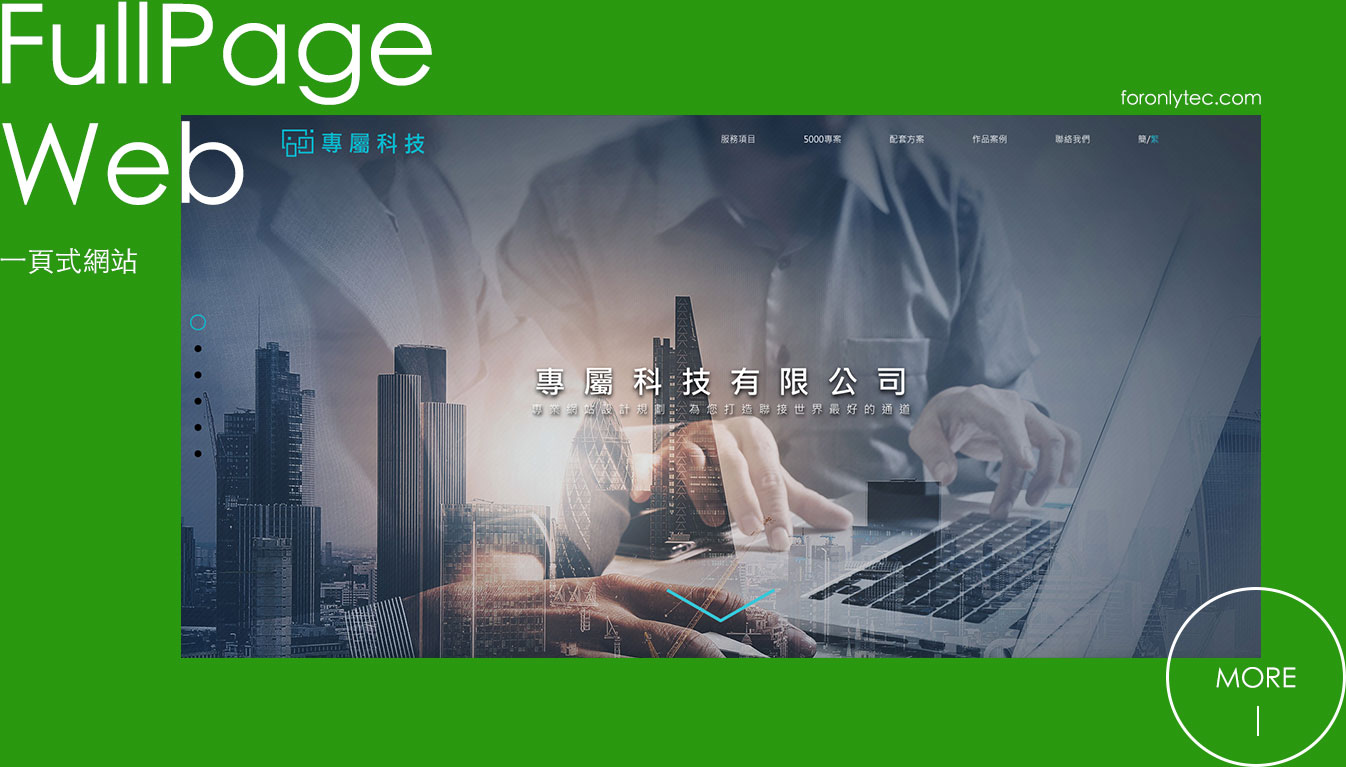 FullPage
Web
一頁式網站
foronlytec.com
專屬科技
服務項目 5000專案 配套方案 作品案例 聯絡我們 簡/繁
專屬科技有限公司
專業網站設計規劃 為您打造聯接世界最好的通道
MORE